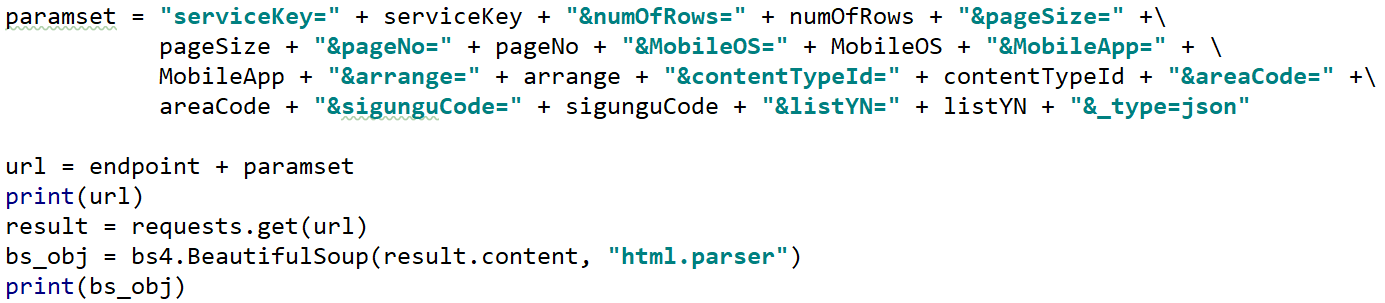 paramset = "serviceKey=" + serviceKey + "&numOfRows=" + numOfRows + "&pageSize=" +\
           pageSize + "&pageNo=" + pageNo + "&MobileOS=" + MobileOS + "&MobileApp=" + \
           MobileApp + "&arrange=" + arrange + "&contentTypeId=" + contentTypeId + "&areaCode=" +\
           areaCode + "&sigunguCode=" + sigunguCode + "&listYN=" + listYN + "&_type=json"

url = endpoint + paramset
print(url)
result = requests.get(url)
bs_obj = bs4.BeautifulSoup(result.content, "html.parser")
print(bs_obj)